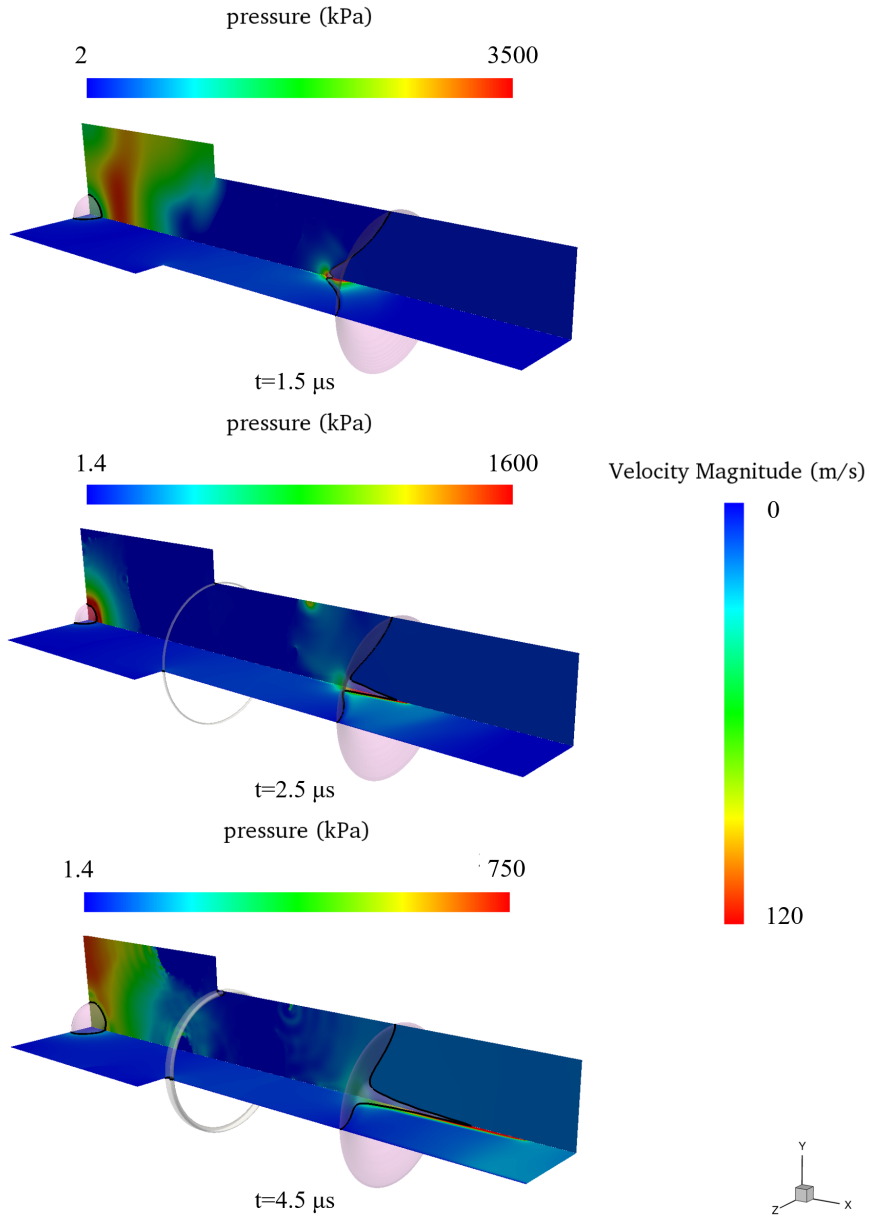 pressure (kPa)
2 3500
t=1.5 μs
pressure (kPa)
1.4 1600
Velocity Magnitude (m/s)
0
t=2.5 μs
pressure (kPa)
1.4 750
120
t=4.5 μs
Y
Z X